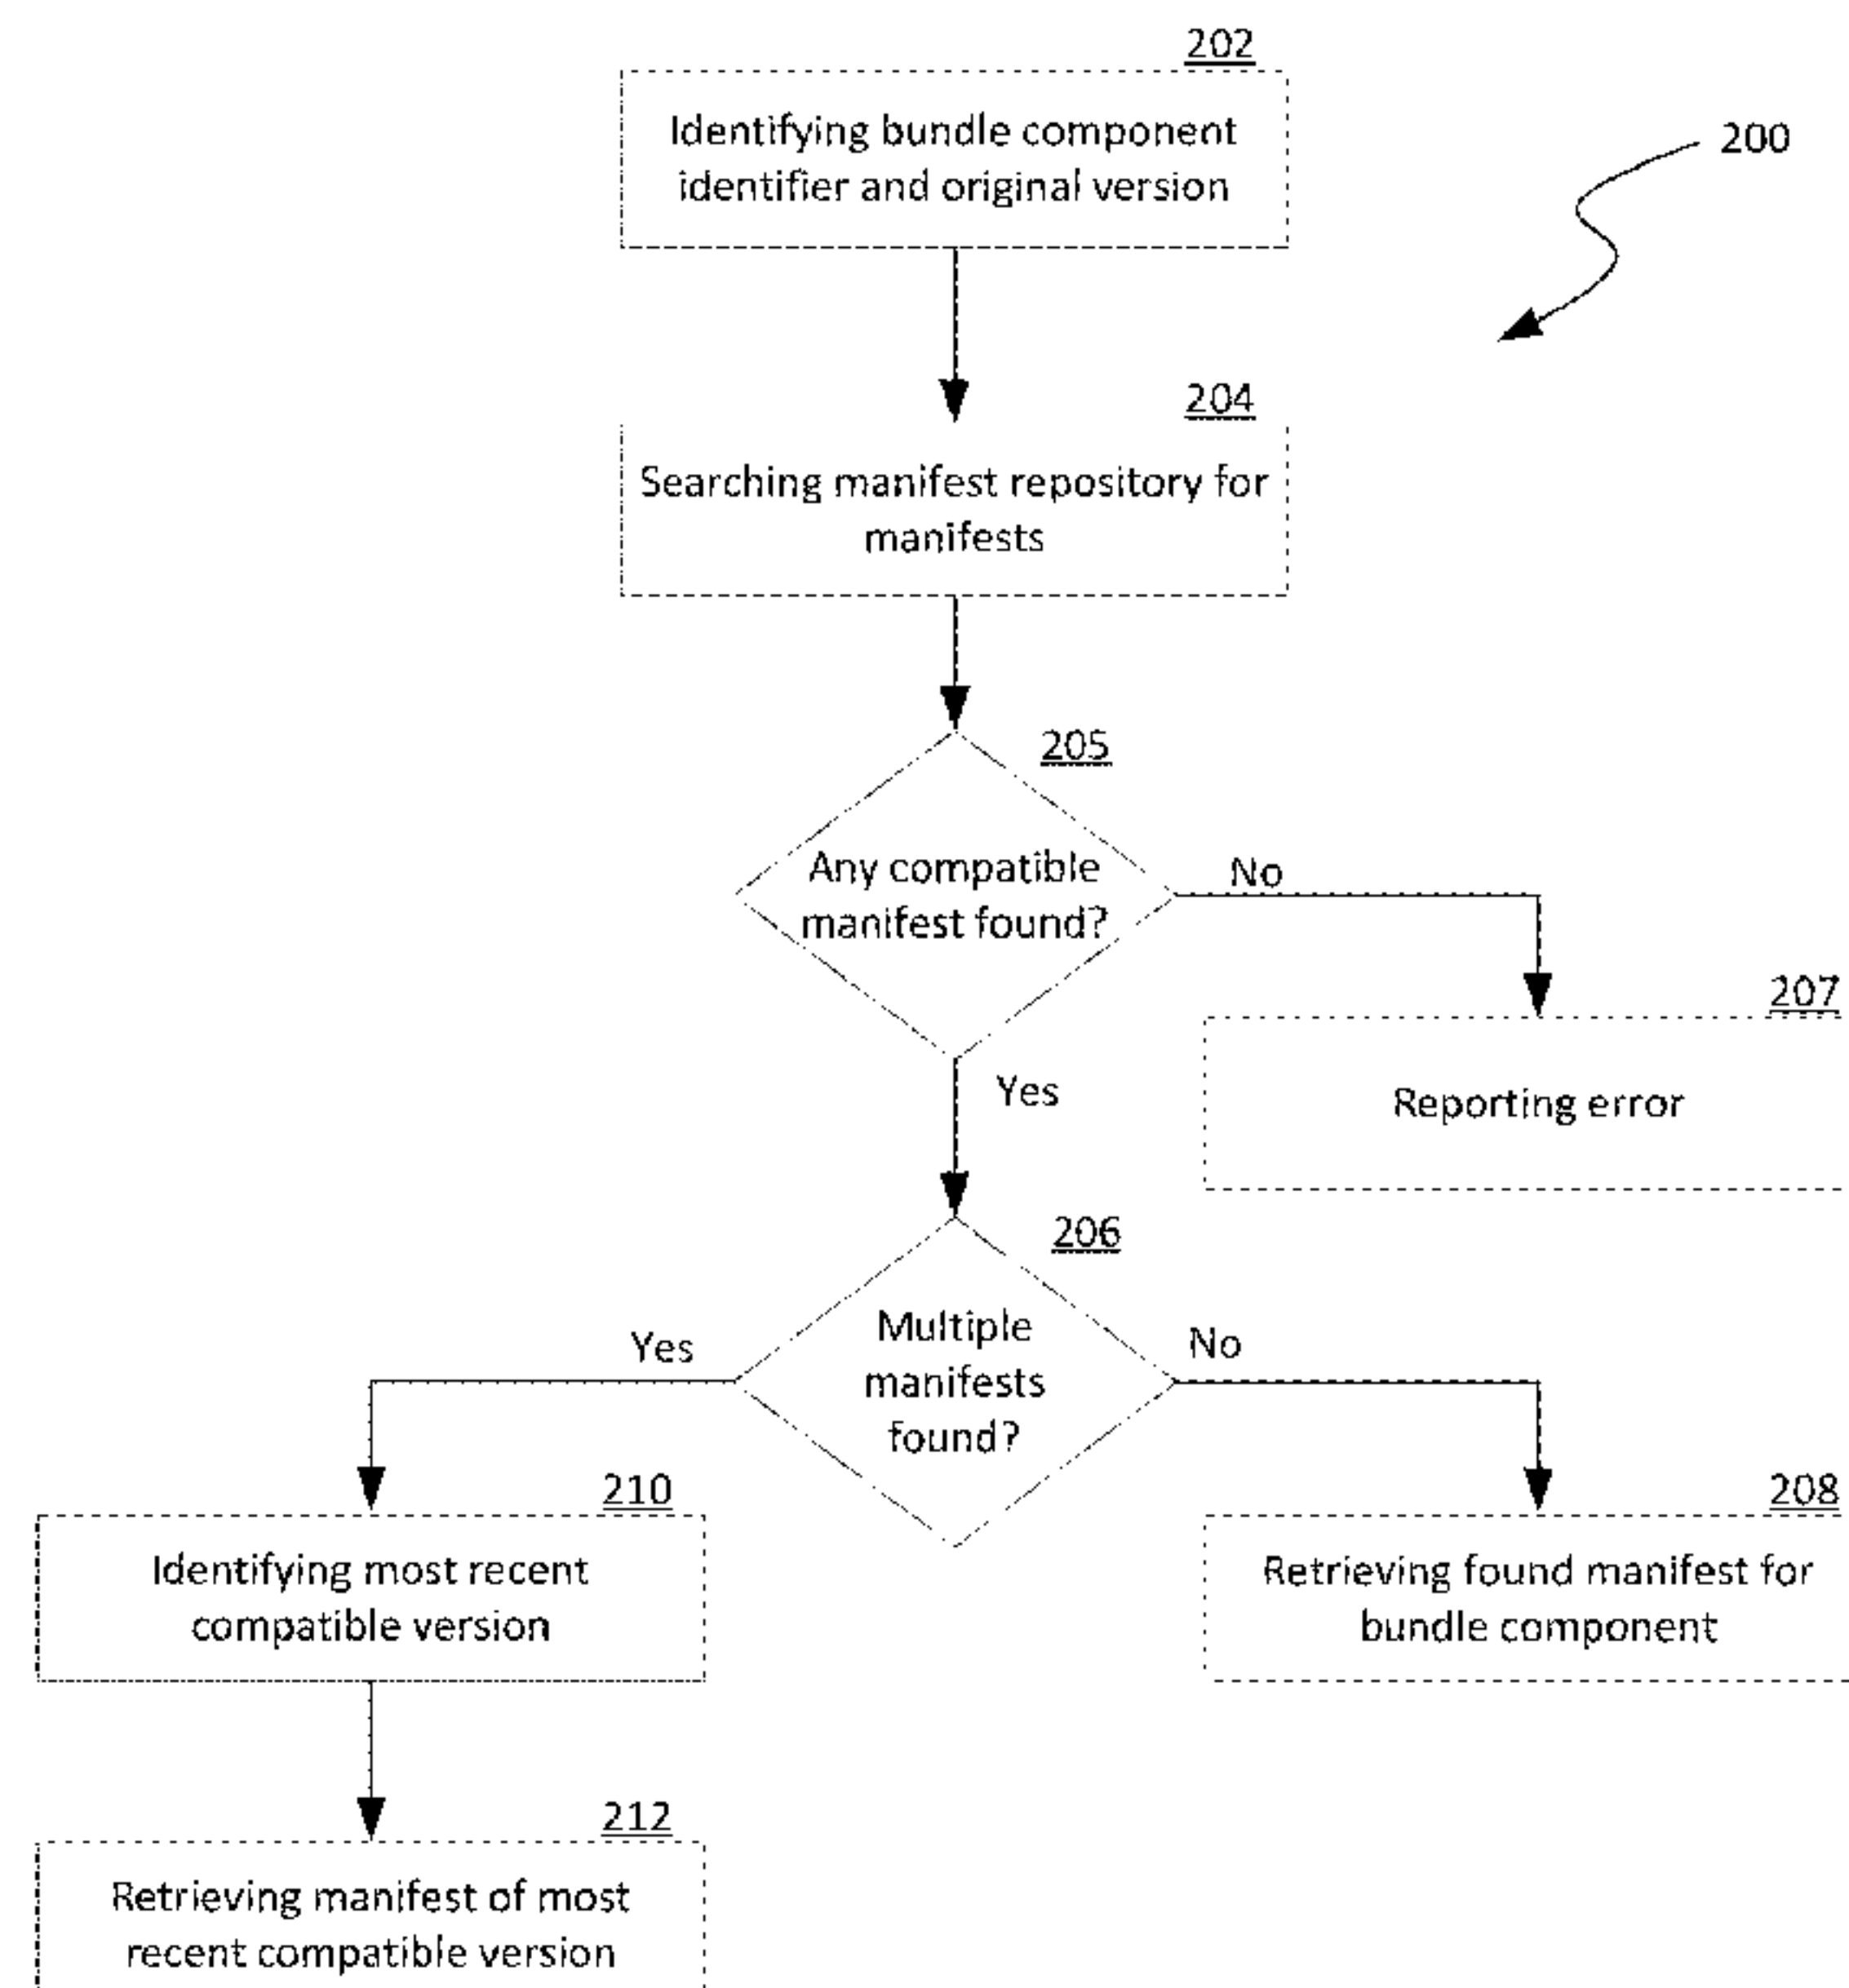 202
Identifying bundle component
identifier and original version
200
204
Searching manifest repository for
manifests
205
Any compatible
manifest found?
No
207
Reporting error
Yes
206
Multiple
manifests
found?
Yes
No
210
Identifying most recent
compatible version
208
Retrieving found manifest for
bundle component
212
Retrieving manifest of most
recent compatible version